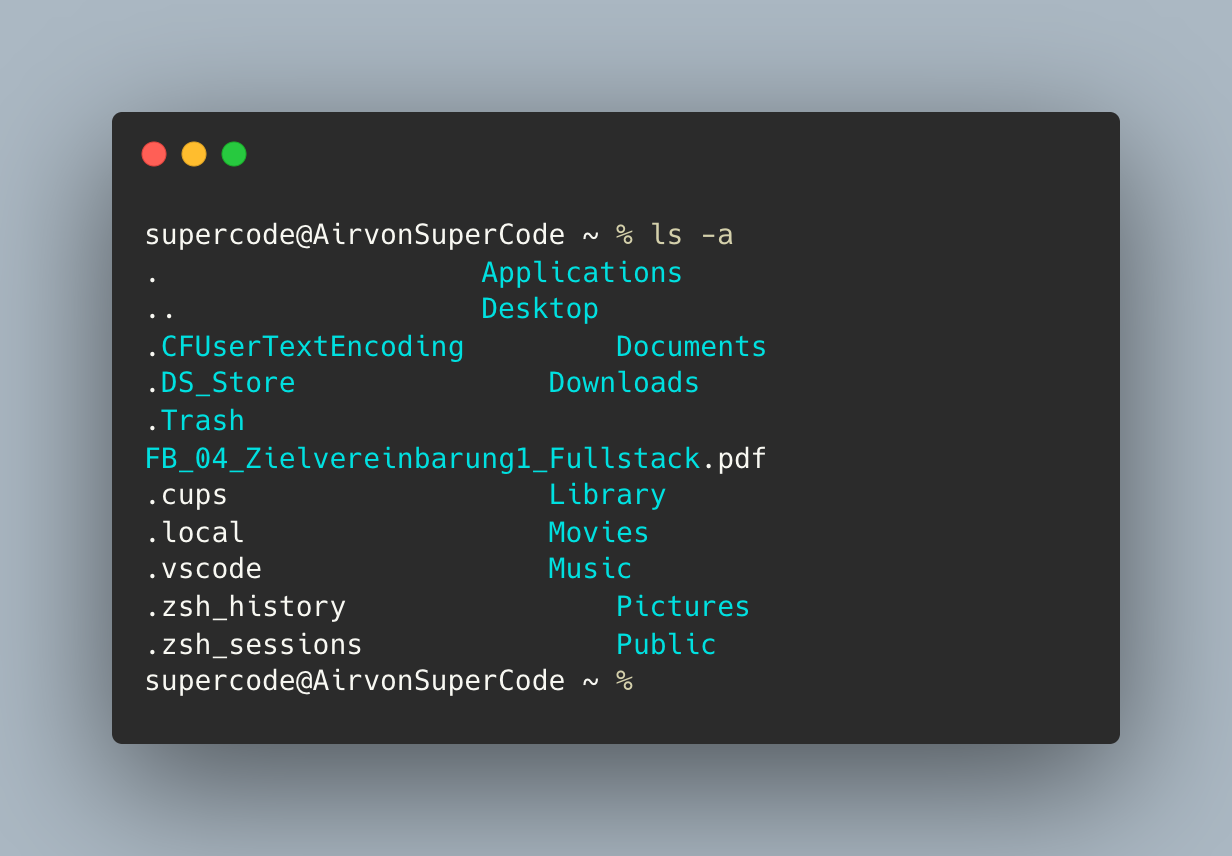 supercode@AirvonSuperCode ~ % ls -a
.                   Applications
..                  Desktop
.CFUserTextEncoding         Documents
.DS_Store               Downloads
.Trash
FB_04_Zielvereinbarung1_Fullstack.pdf
.cups                   Library
.local                  Movies
.vscode                 Music
.zsh_history                Pictures
.zsh_sessions               Public
supercode@AirvonSuperCode ~ %